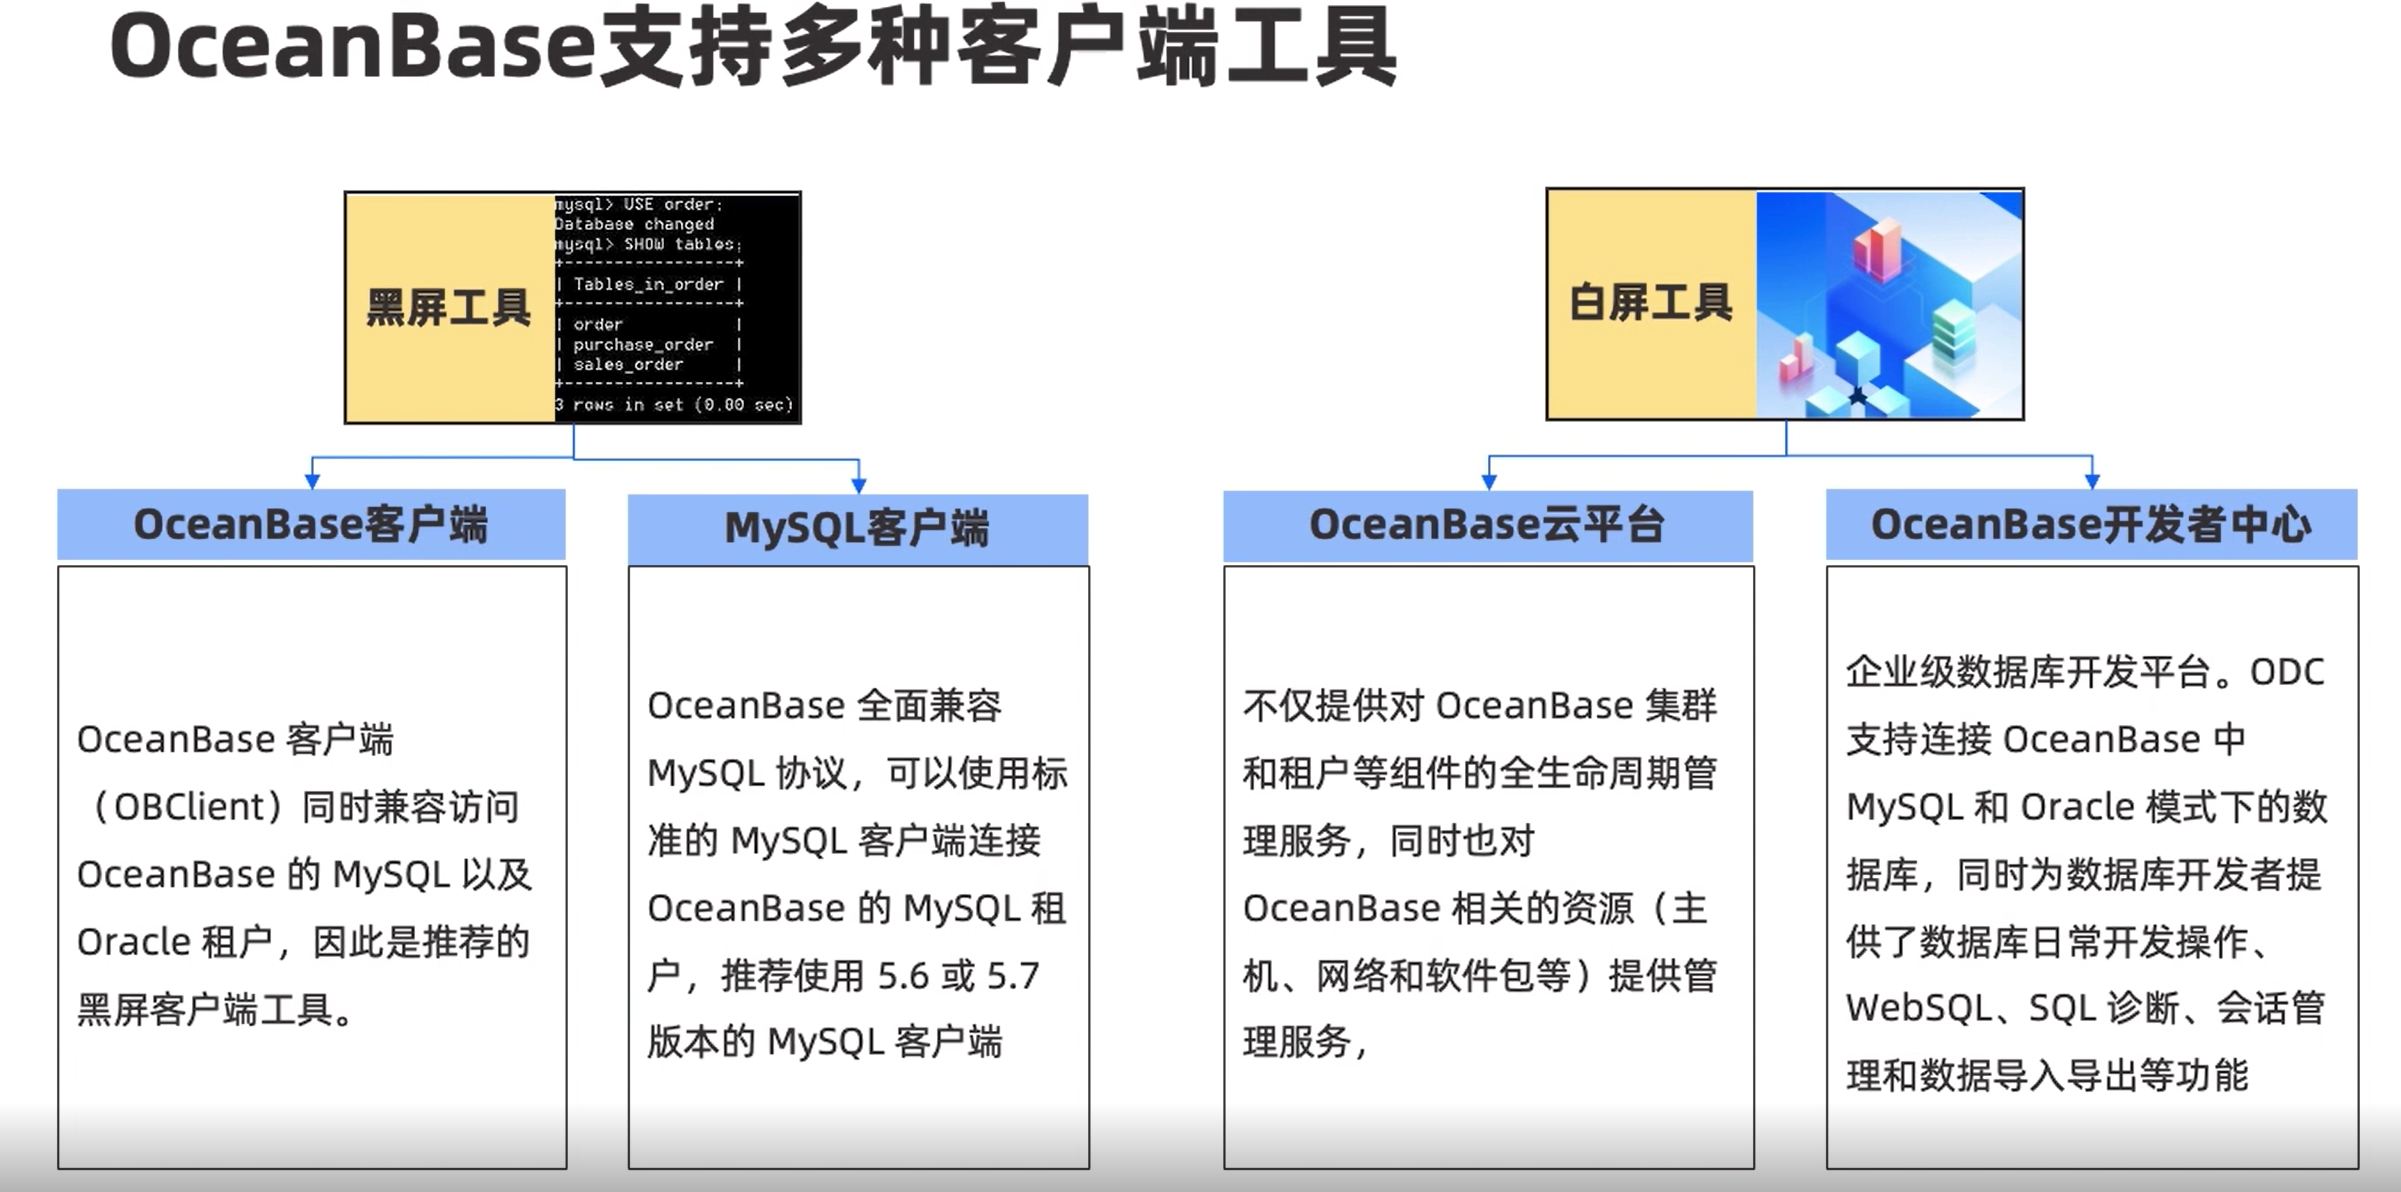 OceanBase支持多种客户端工具
黑屏工具
mysql> USE order;
Database changed
mysql> SHOW tables;
+-----------------+
| Tables_in_order |
+-----------------+
| order           |
| purchase_order  |
| sales_order     |
+-----------------+
3 rows in set (0.00 sec)
白屏工具
OceanBase客户端
OceanBase 客户端
（OBClient）同时兼容访问
OceanBase 的 MySQL 以及
Oracle 租户，因此是推荐的
黑屏客户端工具。
MySQL客户端
OceanBase 全面兼容
MySQL 协议，可以使用标
准的 MySQL 客户端连接
OceanBase 的 MySQL 租
户，推荐使用 5.6 或 5.7
版本的 MySQL 客户端
OceanBase云平台
不仅提供对 OceanBase 集群
和租户等组件的全生命周期管
理服务，同时也对
OceanBase 相关的资源（主
机、网络和软件包等）提供管
理服务，
OceanBase开发者中心
企业级数据库开发平台。ODC
支持连接 OceanBase 中
MySQL 和 Oracle 模式下的数
据库，同时为数据库开发者提
供了数据库日常开发操作、
WebSQL、SQL 诊断、会话管
理和数据导入导出等功能